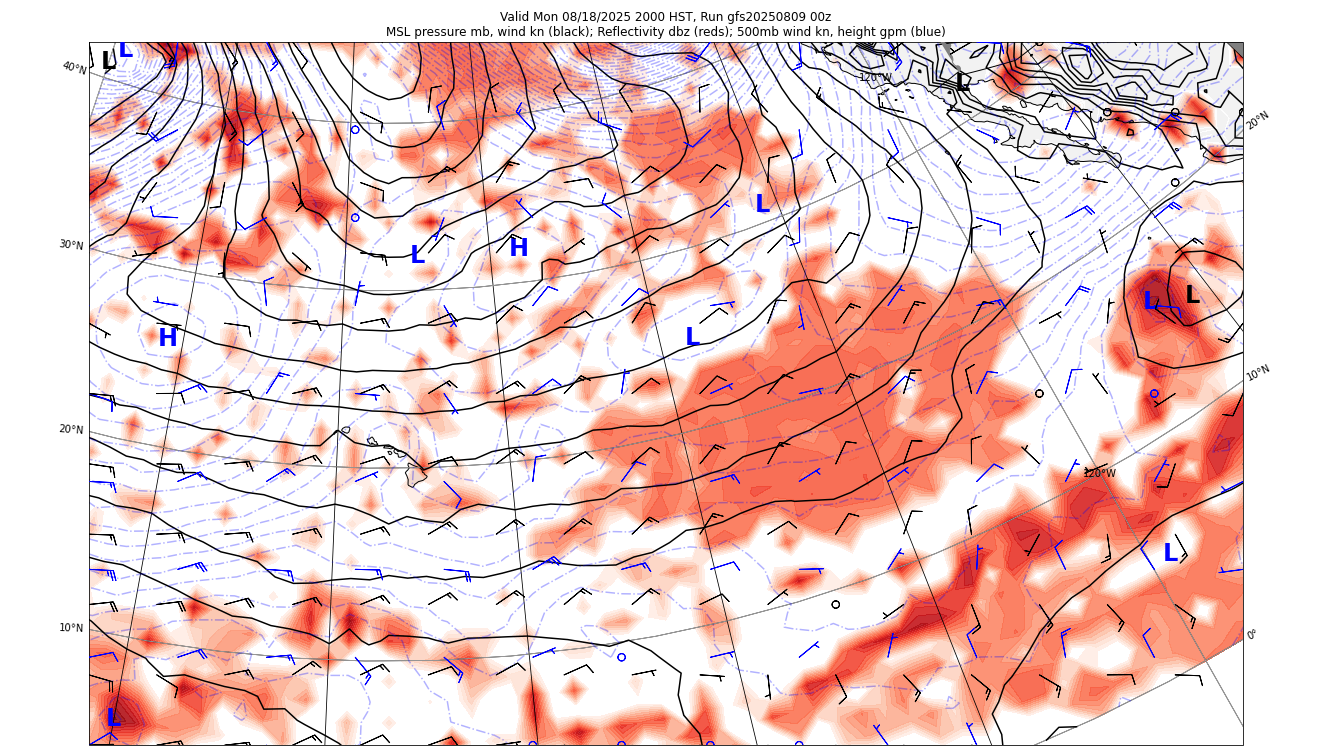 Valid Mon 08/18/2025 2000 HST, Run gfs20250809 00z
MSL pressure mb, wind kn (black); Reflectivity dbz (reds); 500mb wind kn, height gpm (blue)
L L
40°N
120°W L
20°N
L
30°N L H
L L
H L
10°N
20°N
120°W
L
10°N
0°
L